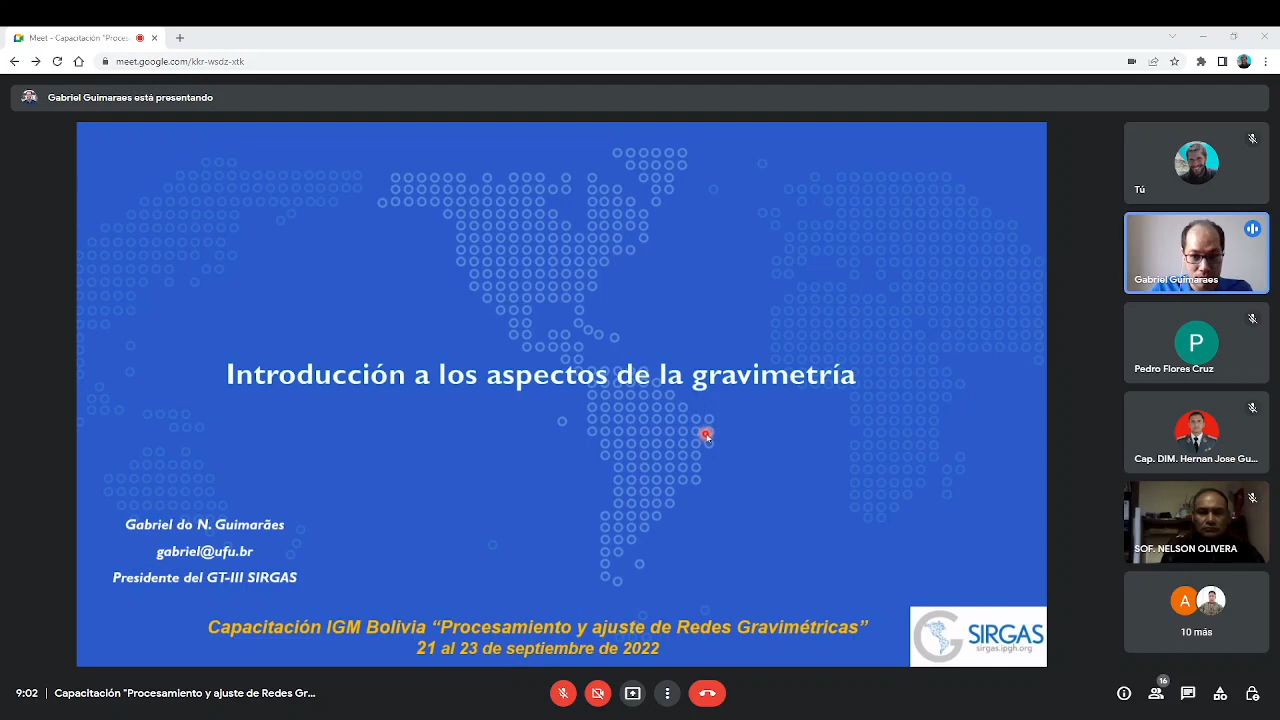 Meet - Capacitación "Proces
meet.google.com/kkr-wsdz-xtk
Gabriel Guimaraes está presentando
Introducción a los aspectos de la gravimetría
Gabriel do N. Guimarães
gabriel@ufu.br
Presidente del GT-III SIRGAS
Capacitación IGM Bolivia “Procesamiento y ajuste de Redes Gravimétricas”
21 al 23 de septiembre de 2022
SIRGAS
sirgas.ipgh.org
Tú
Gabriel Guimaraes
P
Pedro Flores Cruz
Cap. DIM. Hernan Jose Gu...
SOF. NELSON OLIVERA
A
10 más
9:02
Capacitación "Procesamiento y ajuste de Redes Gr...
16